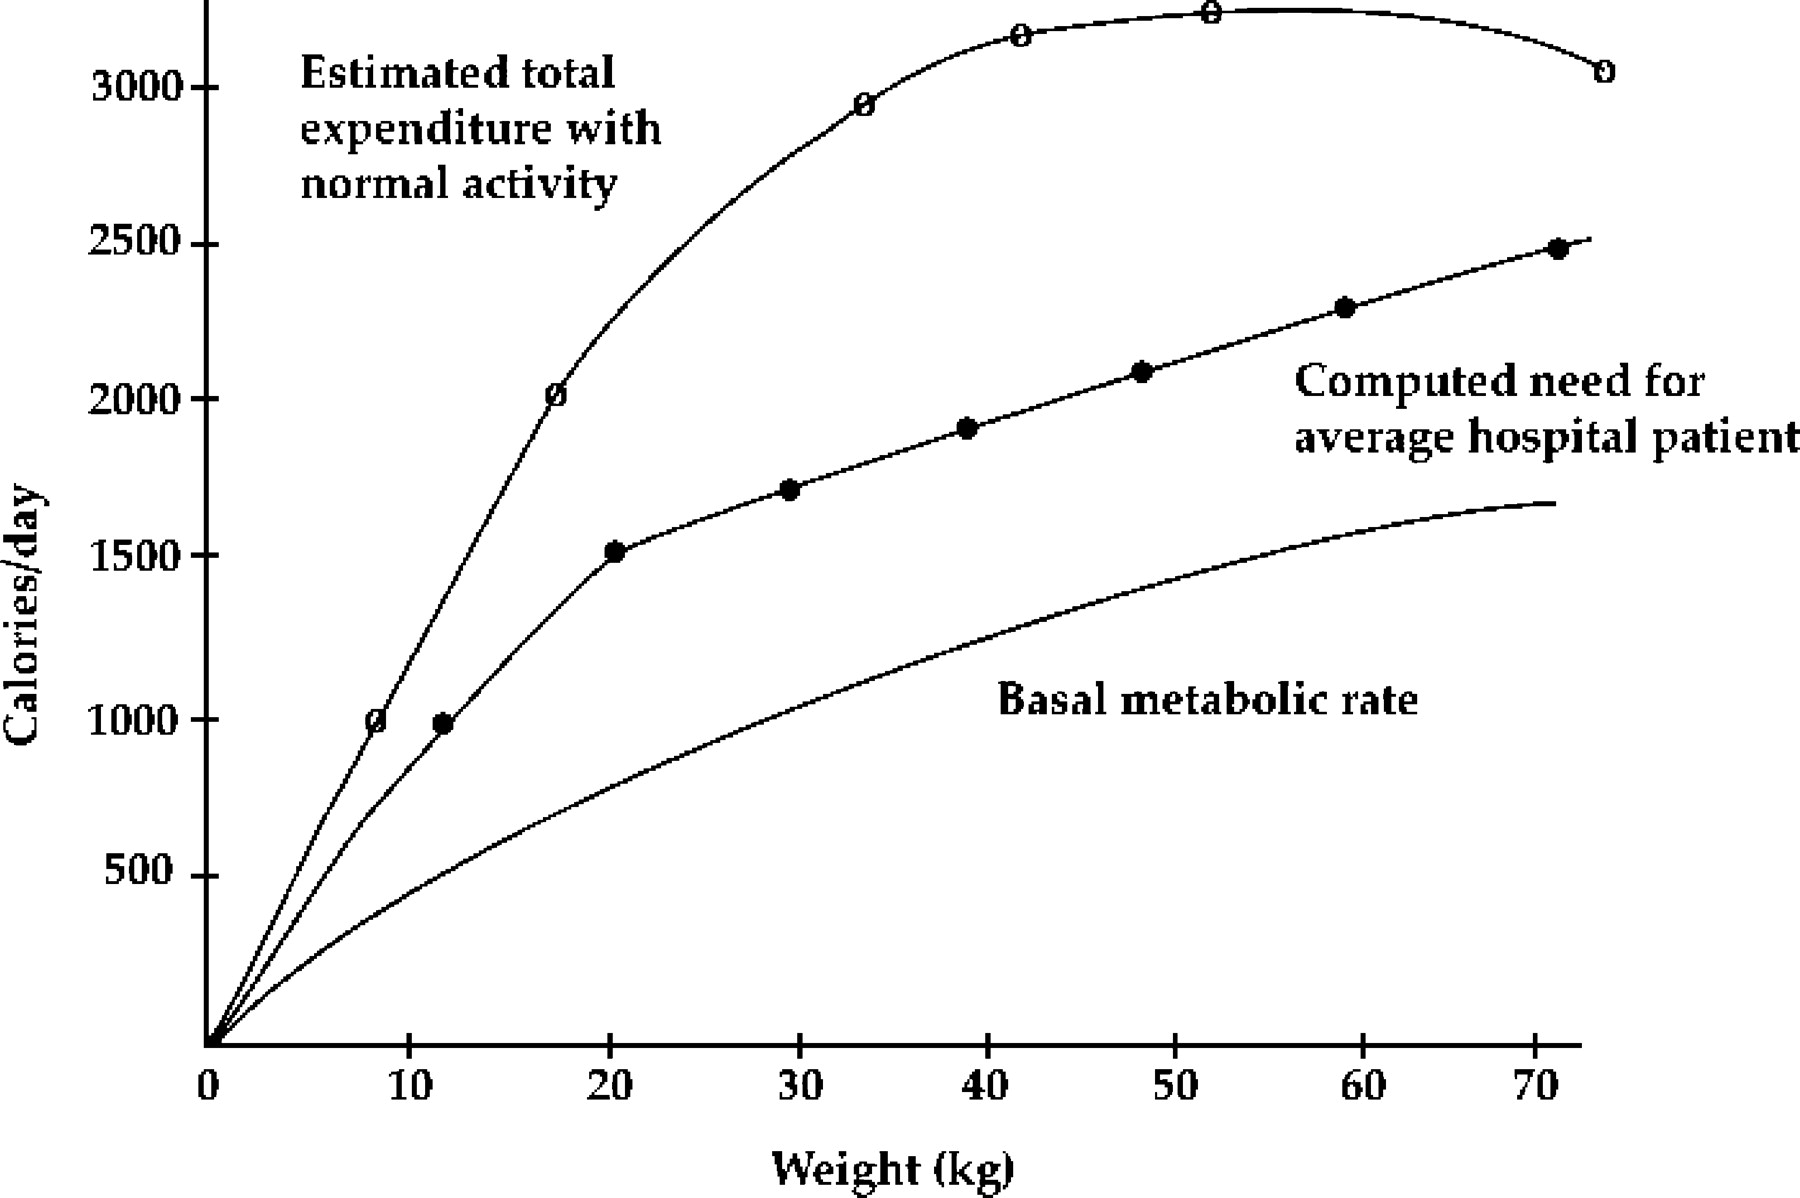 Estimated total
expenditure with
normal activity
3000
2500
2000
1500
1000
500
Calories/day
Computed need for
average hospital patient
Basal metabolic rate
0 10 20 30 40 50 60 70
Weight (kg)